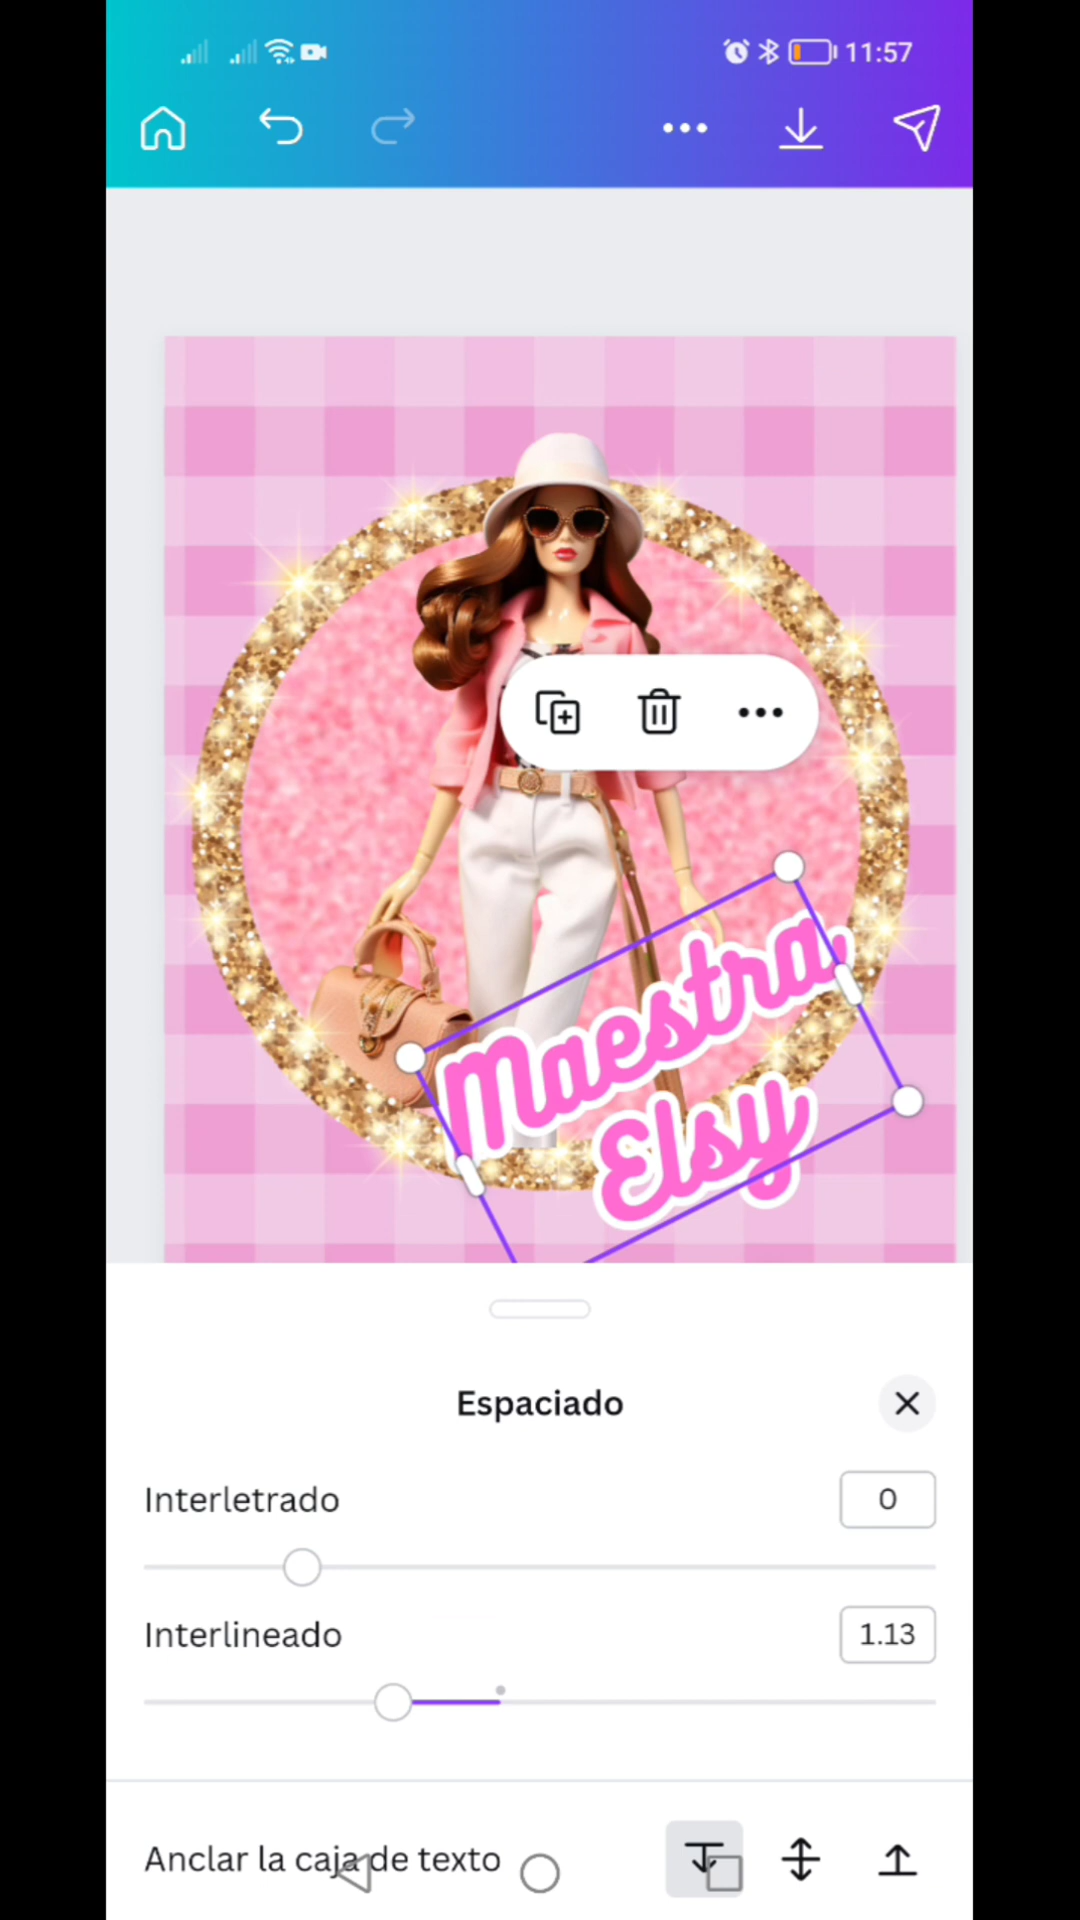 11:57
Maestra
Elsy
Espaciado
Interletrado
0
Interlineado
1.13
Anclar la caja de texto